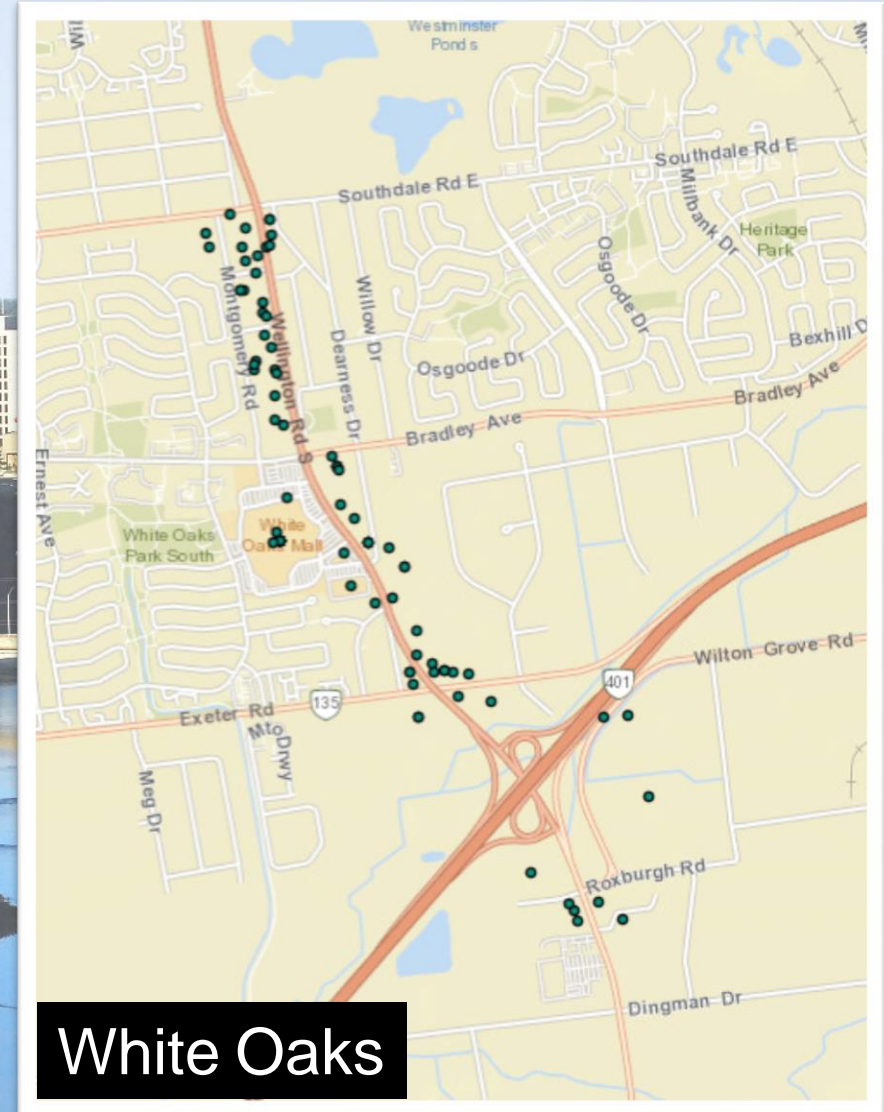 Westminster
Ponds
Southdale Rd E
Southdale Rd E
Millbank Dr
Heritage
Park
Osgoode Dr
Montgomery Rd
Willow Dr
Wellington Rd S
Dearness Dr
Osgoode Dr
Bexhill D
Bradley Ave
Bradley Ave
Ernest Ave
White Oaks
Park South
White
Oaks Mall
Wilton Grove Rd
401
135
Exeter Rd
Mto Drwy
Meg Dr
Roxburgh Rd
Dingman Dr
White Oaks